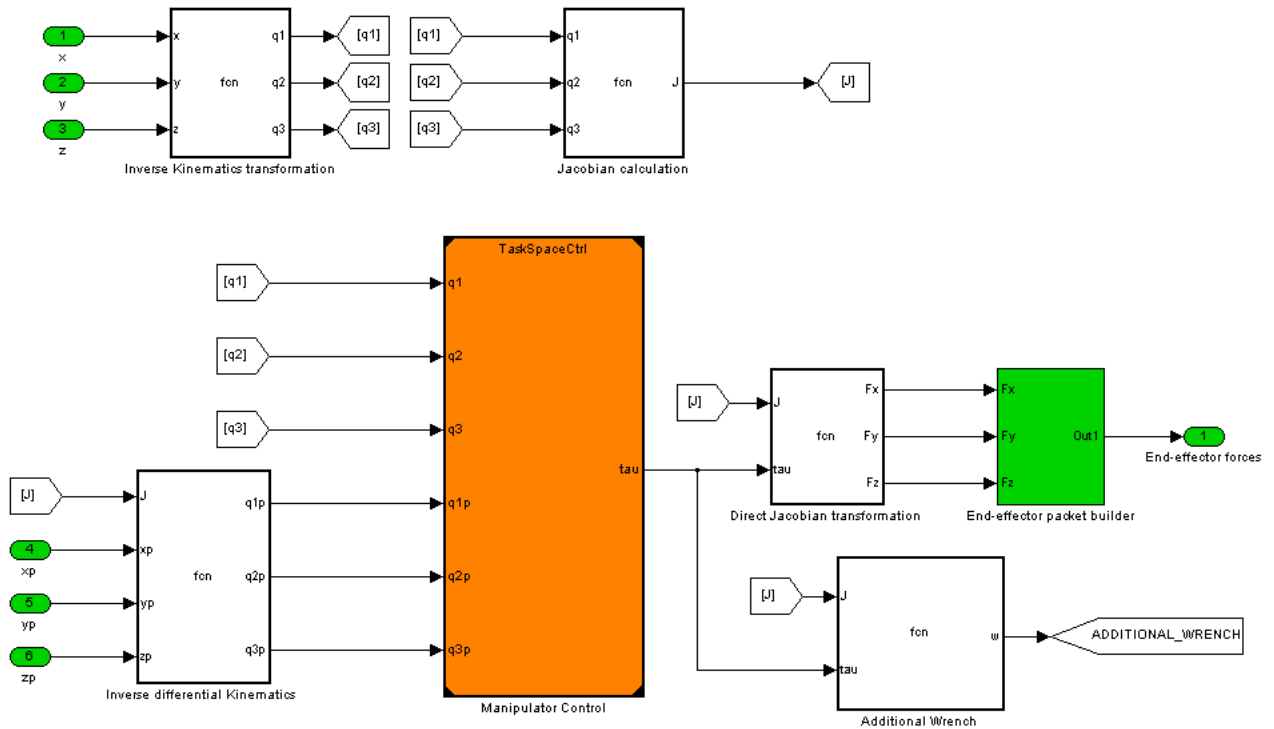 1
x
2
y
3
z
x
y
z
fcn
q1
q2
q3
Inverse Kinematics transformation
[q1]
[q2]
[q3]
[q1]
[q2]
[q3]
q1
q2
q3
fcn
J
Jacobian calculation
[J]
[q1]
[q2]
[q3]
TaskSpaceCtrl
q1
q2
q3
q1p
q2p
q3p
tau
Manipulator Control
[J]
4
xp
5
yp
6
zp
J
xp
yp
zp
fcn
q1p
q2p
q3p
Inverse differential Kinematics
[J]
J
tau
fcn
Fx
Fy
Fz
Direct Jacobian transformation
Fx
Fy
Fz
Out1
End-effector packet builder
1
End-effector forces
[J]
J
tau
fcn
w
Additional Wrench
ADDITIONAL_WRENCH